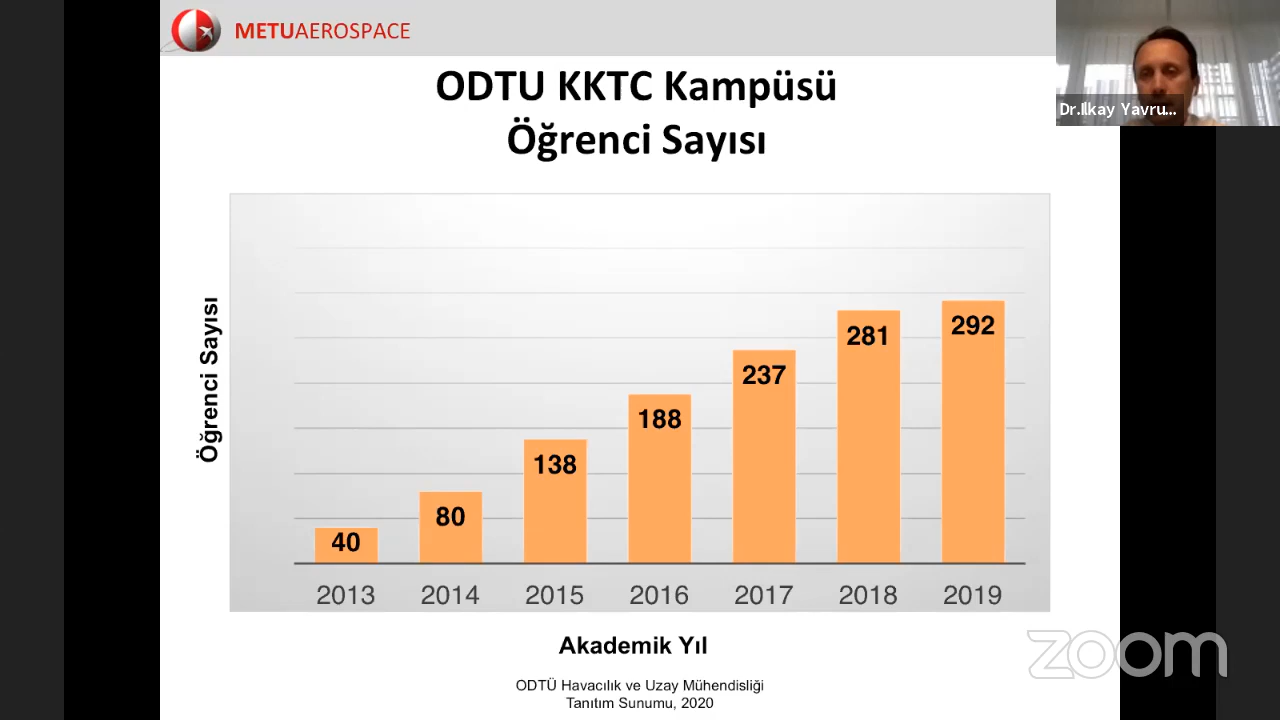 METUAEROSPACE
ODTU KKTC Kampüsü
Öğrenci Sayısı
Dr.Ilkay Yavru...
Öğrenci Sayısı
40
80
138
188
237
281
292
2013 2014 2015 2016 2017 2018 2019
Akademik Yıl
ODTÜ Havacılık ve Uzay Mühendisliği
Tanıtım Sunumu, 2020
zoom